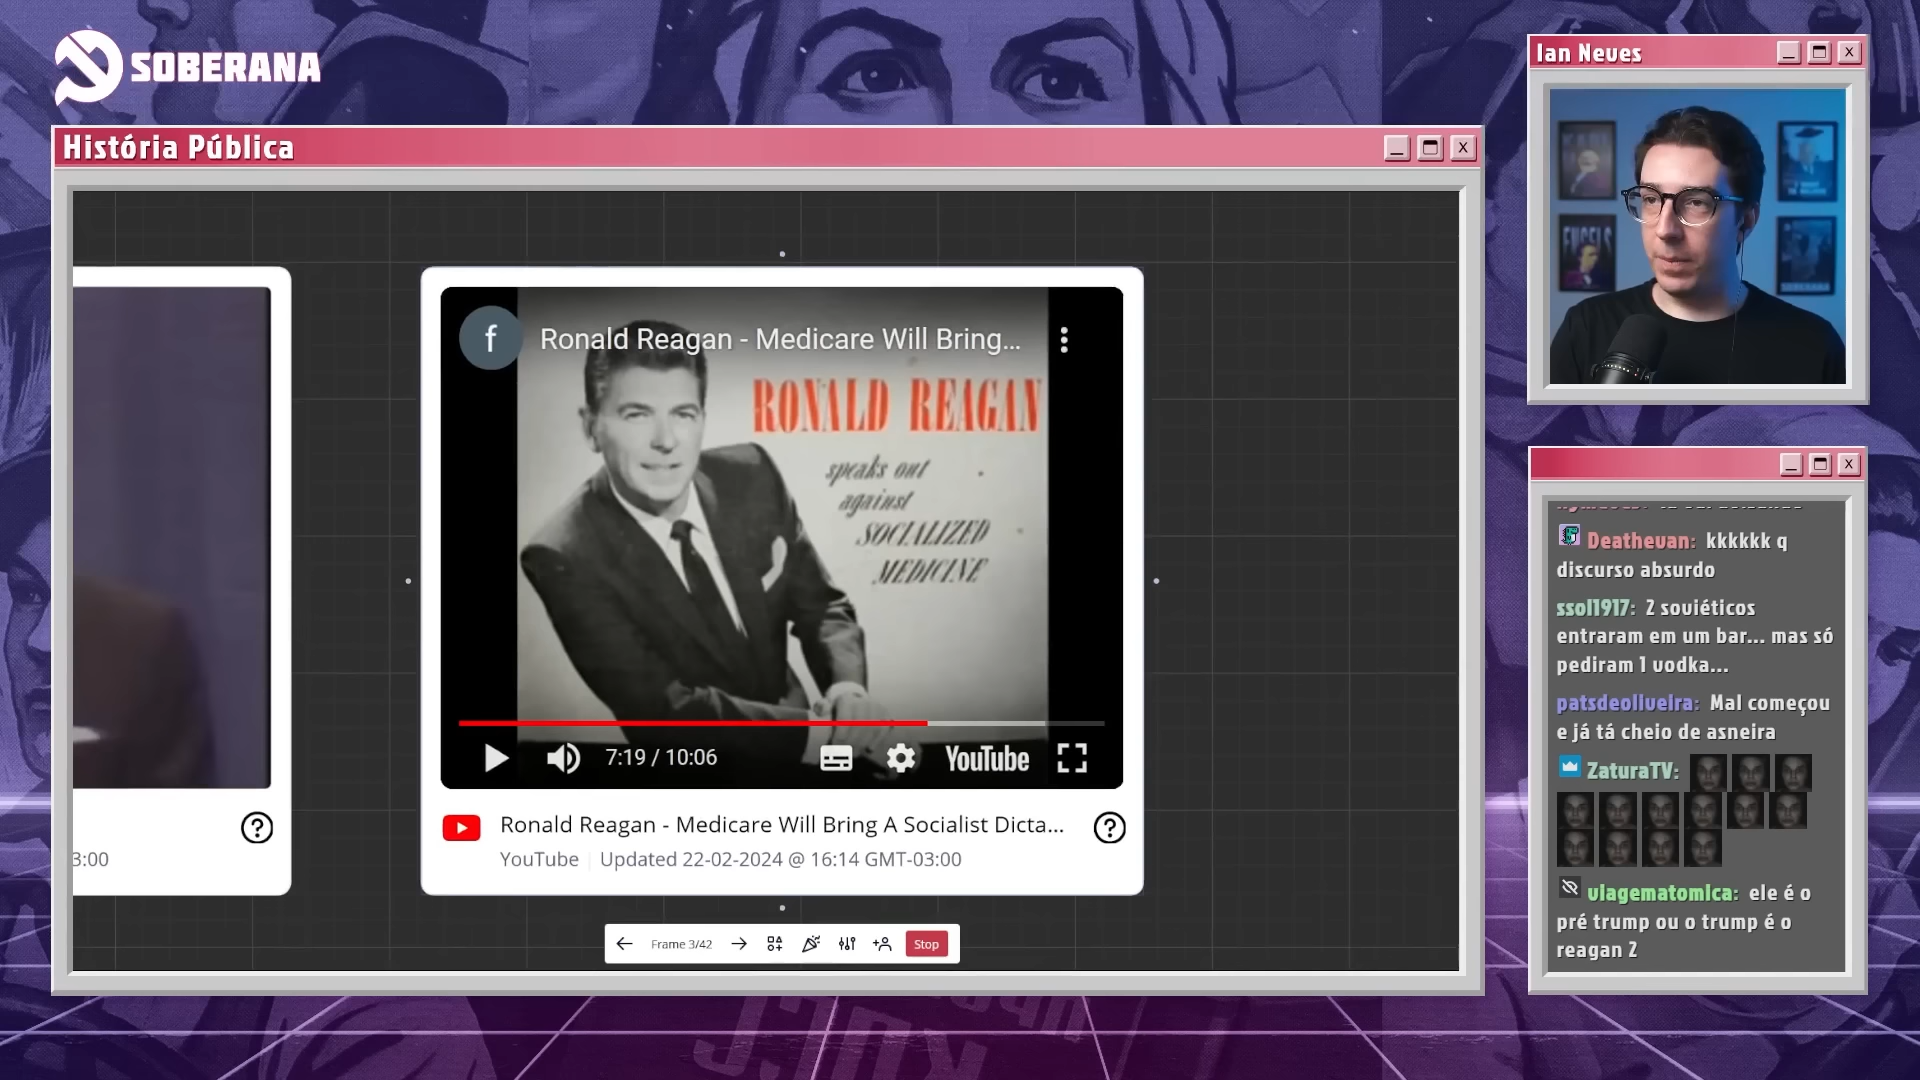 SOBERANA
História Pública
Ronald Reagan - Medicare Will Bring...
RONALD REAGAN
speaks out
against
SOCIALIZED
MEDICINE
7:19 / 10:06
YouTube
Ronald Reagan - Medicare Will Bring A Socialist Dicta...
YouTube | Updated 22-02-2024 @ 16:14 GMT-03:00
3:00
Frame 3/42
Stop
Ian Neves
ENGELS
Deathevan: kkkkkk q
discurso absurdo
ssol1917: 2 soviéticos
entraram em um bar... mas só
pediram 1 vodka...
patsdeoliveira: Mal começou
e já tá cheio de asneira
ZaturaTV:
vlagematomica: ele é o
pré trump ou o trump é o
reagan 2